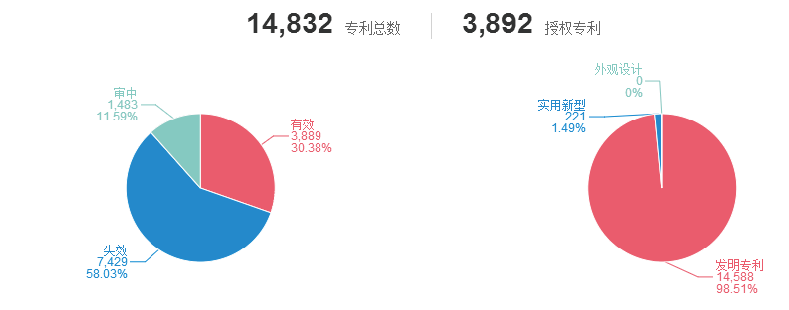 14,832 专利总数
3,892 授权专利
审中
1,483
11.59%
有效
3,889
30.38%
失效
7,429
58.03%
外观设计
0
0%
实用新型
221
1.49%
发明专利
14,588
98.51%